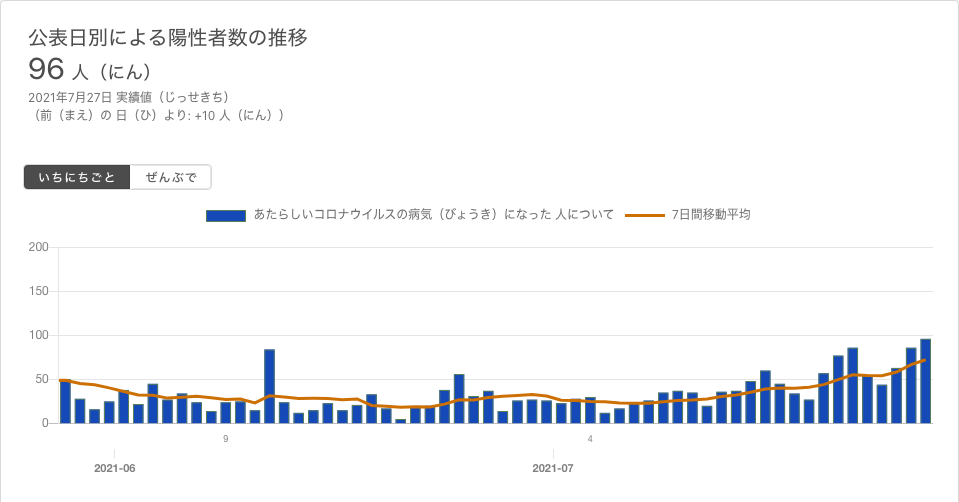 公表日別による陽性者数の推移
96 人（にん）
2021年7月27日 実績値（じっせきち）
（前（まえ）の 日（ひ）より: +10 人（にん））
いちにちごと ぜんぶで
あたらしいコロナウイルスの病気（びょうき）になった 人について 7日間移動平均
200
150
100
50
0
9 4
2021-06 2021-07